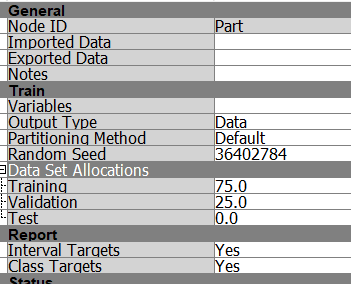 General
Node ID Part
Imported Data
Exported Data
Notes
Train
Variables
Output Type Data
Partitioning Method Default
Random Seed 36402784
Data Set Allocations
Training 75.0
Validation 25.0
Test 0.0
Report
Interval Targets Yes
Class Targets Yes
Status